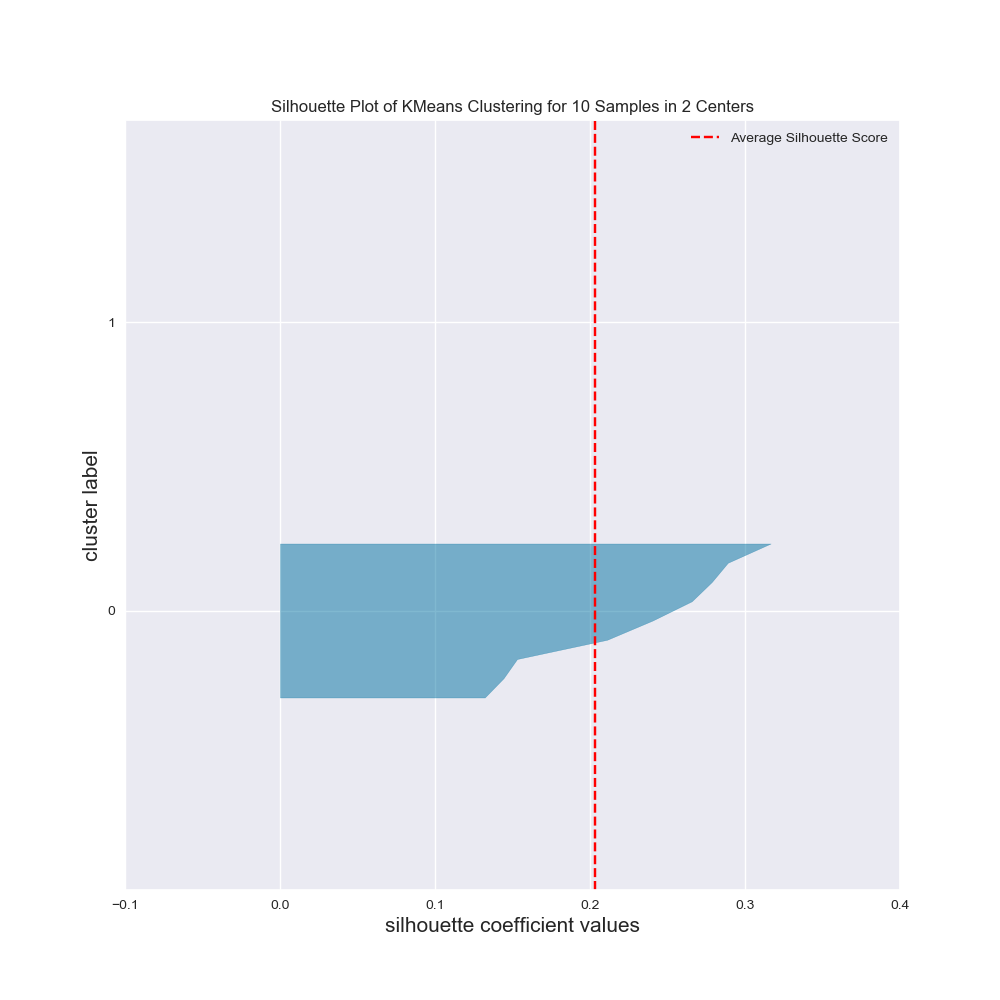 Silhouette Plot of KMeans Clustering for 10 Samples in 2 Centers
Average Silhouette Score
1
0
cluster label
−0.1
0.0
0.1
0.2
0.3
0.4
silhouette coefficient values